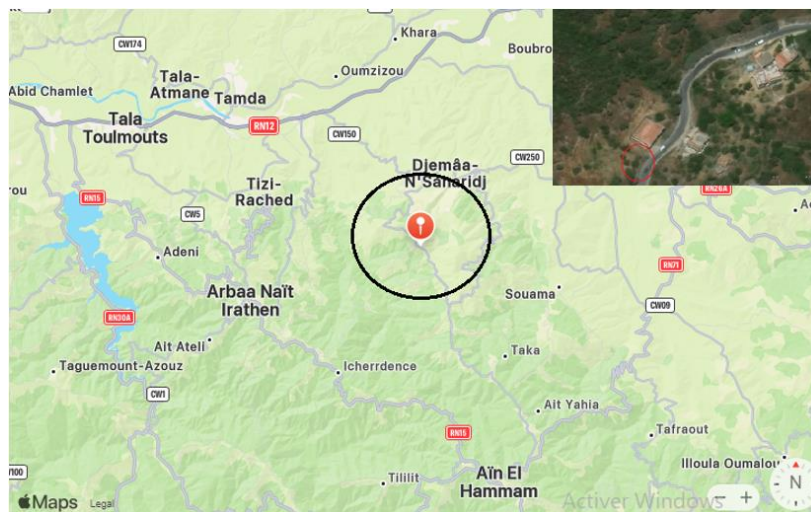 Khara
CW174
Boubro
Oumzizou
Tala-
Atmane
Tamda
Abid Chamlet
Tala
Toulmouts
RN12
CW150
Djemâa-
N'Saharidj
CW250
Tizi-
Rached
rou
RN15
RN26A
CW5
Adeni
RN71
Arbaa Naït
Irathen
Souama
CW09
RN30A
Ait Ateli
Taka
Icherrdence
Taguemount-Azouz
CW1
Ait Yahia
RN15
Tafraout
Illoula Oumalou
W100
Tililit
Aïn El
Hammam
N
Maps
Legal
Activer Windows